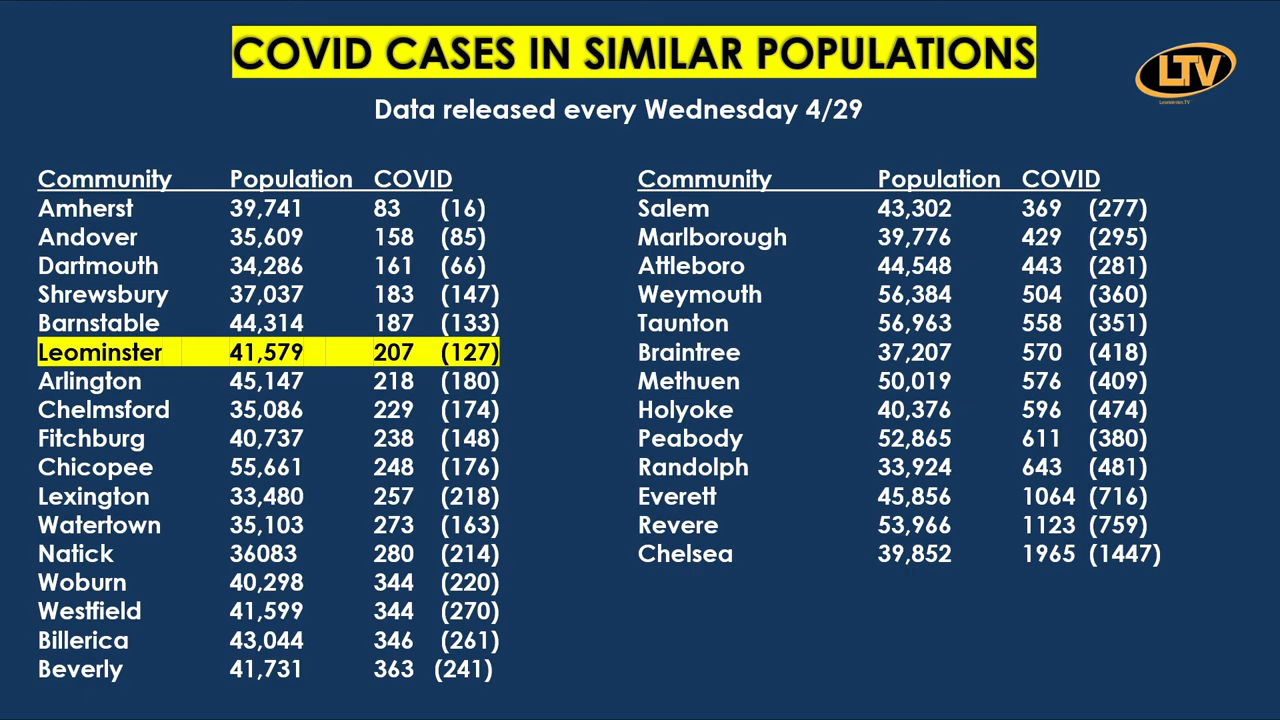 COVID CASES IN SIMILAR POPULATIONS
LTV
Leominster.TV
Data released every Wednesday 4/29
Community Population COVID
Amherst 39,741 83 (16)
Andover 35,609 158 (85)
Dartmouth 34,286 161 (66)
Shrewsbury 37,037 183 (147)
Barnstable 44,314 187 (133)
Leominster 41,579 207 (127)
Arlington 45,147 218 (180)
Chelmsford 35,086 229 (174)
Fitchburg 40,737 238 (148)
Chicopee 55,661 248 (176)
Lexington 33,480 257 (218)
Watertown 35,103 273 (163)
Natick 36083 280 (214)
Woburn 40,298 344 (220)
Westfield 41,599 344 (270)
Billerica 43,044 346 (261)
Beverly 41,731 363 (241)
Community Population COVID
Salem 43,302 369 (277)
Marlborough 39,776 429 (295)
Attleboro 44,548 443 (281)
Weymouth 56,384 504 (360)
Taunton 56,963 558 (351)
Braintree 37,207 570 (418)
Methuen 50,019 576 (409)
Holyoke 40,376 596 (474)
Peabody 52,865 611 (380)
Randolph 33,924 643 (481)
Everett 45,856 1064 (716)
Revere 53,966 1123 (759)
Chelsea 39,852 1965 (1447)